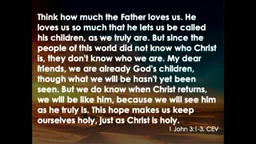 Think how much the Father loves us. He
loves us so much that he lets us be called
his children, as we truly are. But since the
people of this world did not know who Christ
is, they don't know who we are. My dear
friends, we are already God's children,
though what we will be hasn't yet been
seen. But we do know when Christ returns,
we will be like him, because we will see him
as he truly is. This hope makes us keep
ourselves holy, just as Christ is holy.
1 John 3:1-3, CEV